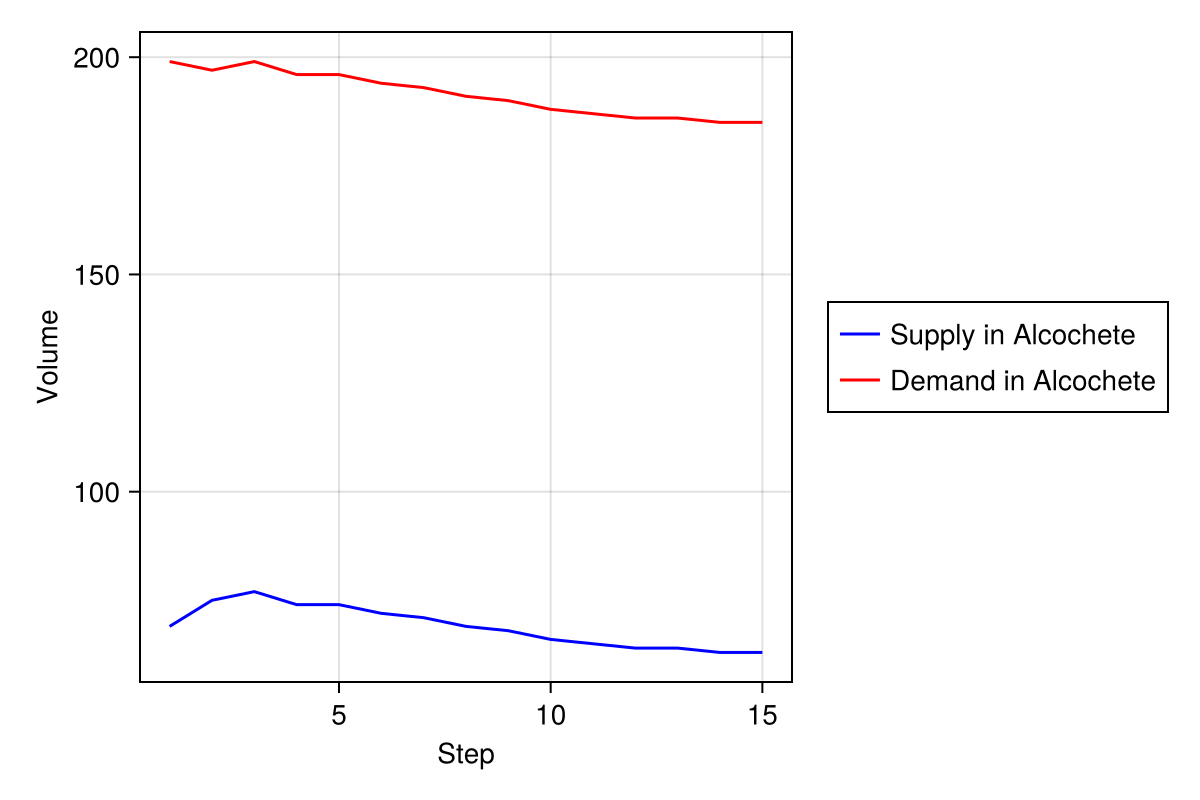 200
150
100
Volume
5 10 15
Step
Supply in Alcochete
Demand in Alcochete